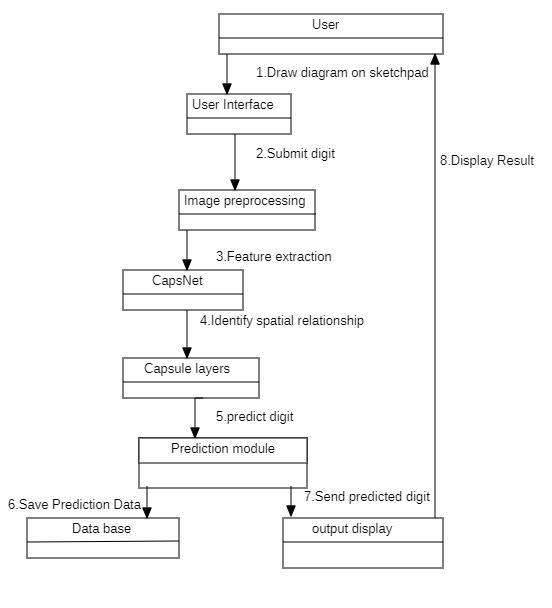 User
1.Draw diagram on sketchpad
User Interface
2.Submit digit
8.Display Result
Image preprocessing
3.Feature extraction
CapsNet
4.Identify spatial relationship
Capsule layers
5.predict digit
Prediction module
7.Send predicted digit
6.Save Prediction Data
Data base
output display